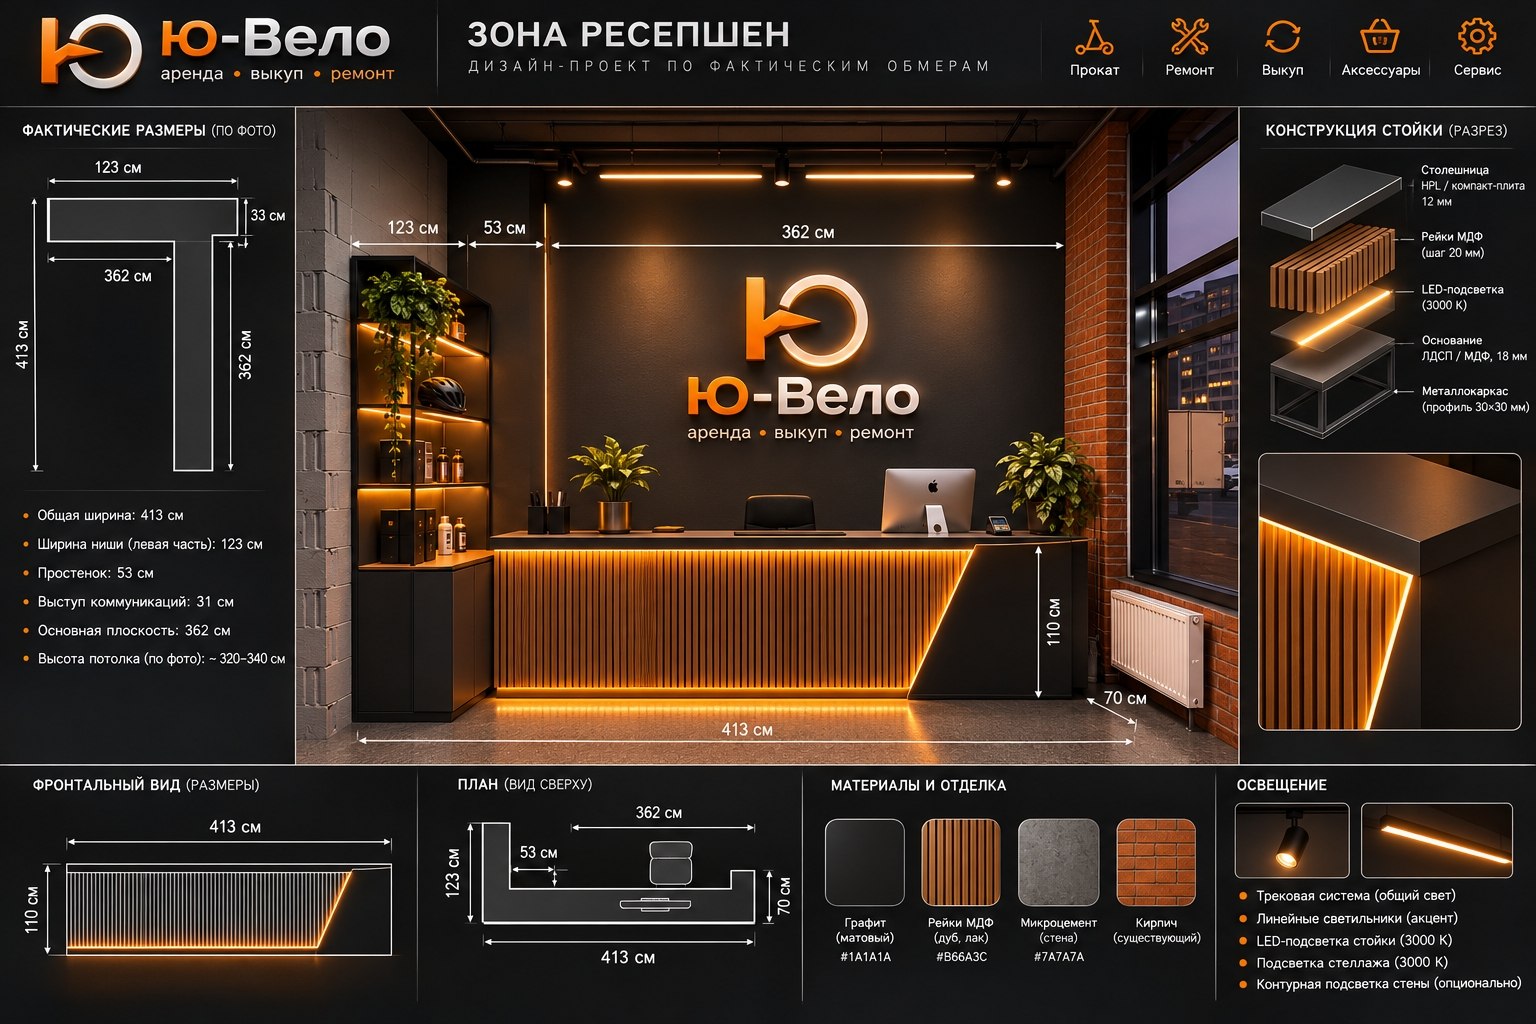 Ю-Вело
аренда • выкуп • ремонт
ЗОНА РЕСЕПШЕН
ДИЗАЙН-ПРОЕКТ ПО ФАКТИЧЕСКИМ ОБМЕРАМ
Прокат
Ремонт
Выкуп
Аксессуары
Сервис
ФАКТИЧЕСКИЕ РАЗМЕРЫ (ПО ФОТО)
123 см
33 см
362 см
413 см
362 см
• Общая ширина: 413 см
• Ширина ниши (левая часть): 123 см
• Простенок: 53 см
• Выступ коммуникаций: 31 см
• Основная плоскость: 362 см
• Высота потолка (по фото): ~ 320–340 см
123 см
53 см
362 см
Ю-Вело
аренда • выкуп • ремонт
110 см
70 см
413 см
КОНСТРУКЦИЯ СТОЙКИ (РАЗРЕЗ)
Столешница
HPL / компакт-плита
12 мм
Рейки МДФ
(шаг 20 мм)
LED-подсветка
(3000 К)
Основание
ЛДСП / МДФ, 18 мм
Металлокаркас
(профиль 30×30 мм)
ФРОНТАЛЬНЫЙ ВИД (РАЗМЕРЫ)
413 см
110 см
ПЛАН (ВИД СВЕРХУ)
362 см
53 см
123 см
70 см
413 см
МАТЕРИАЛЫ И ОТДЕЛКА
Графит
(матовый)
#1A1A1A
Рейки МДФ
(дуб, лак)
#B66A3C
Микроцемент
(стена)
#7A7A7A
Кирпич
(существующий)
ОСВЕЩЕНИЕ
• Трековая система (общий свет)
• Линейные светильники (акцент)
• LED-подсветка стойки (3000 К)
• Подсветка стеллажа (3000 К)
• Контурная подсветка стены (опционально)